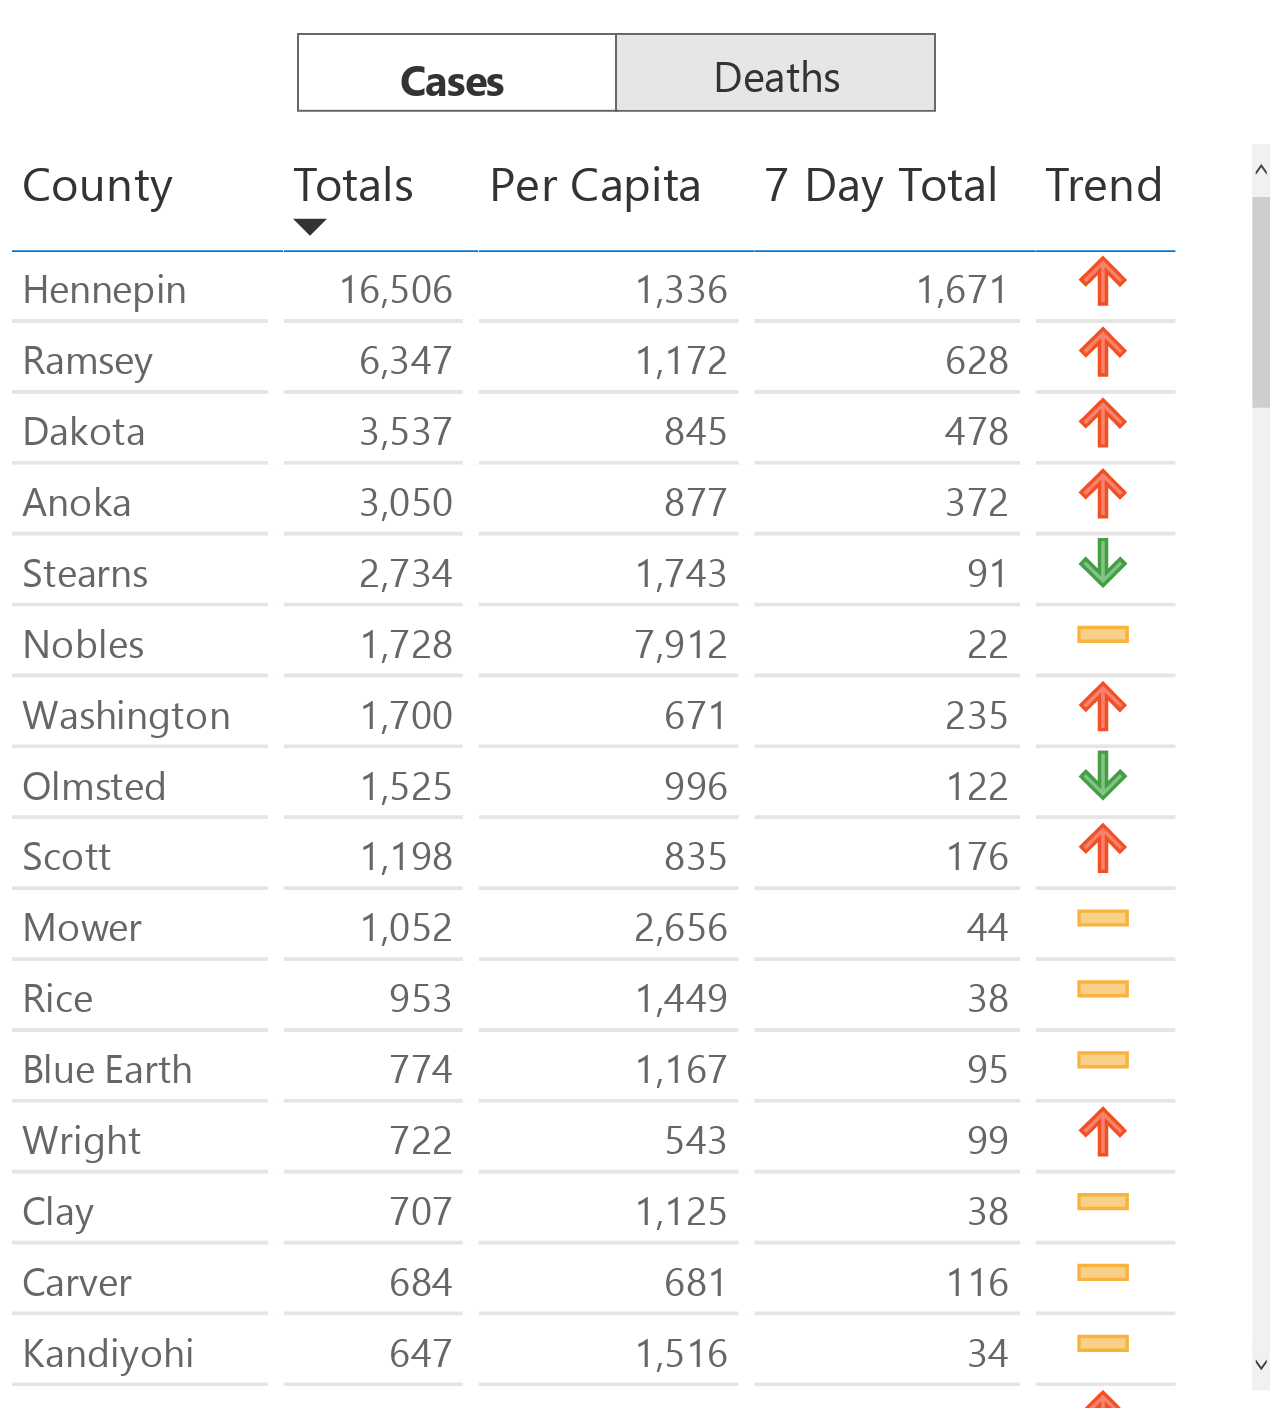 Cases Deaths
County Totals Per Capita 7 Day Total Trend
Hennepin 16,506 1,336 1,671
Ramsey 6,347 1,172 628
Dakota 3,537 845 478
Anoka 3,050 877 372
Stearns 2,734 1,743 91
Nobles 1,728 7,912 22
Washington 1,700 671 235
Olmsted 1,525 996 122
Scott 1,198 835 176
Mower 1,052 2,656 44
Rice 953 1,449 38
Blue Earth 774 1,167 95
Wright 722 543 99
Clay 707 1,125 38
Carver 684 681 116
Kandiyohi 647 1,516 34